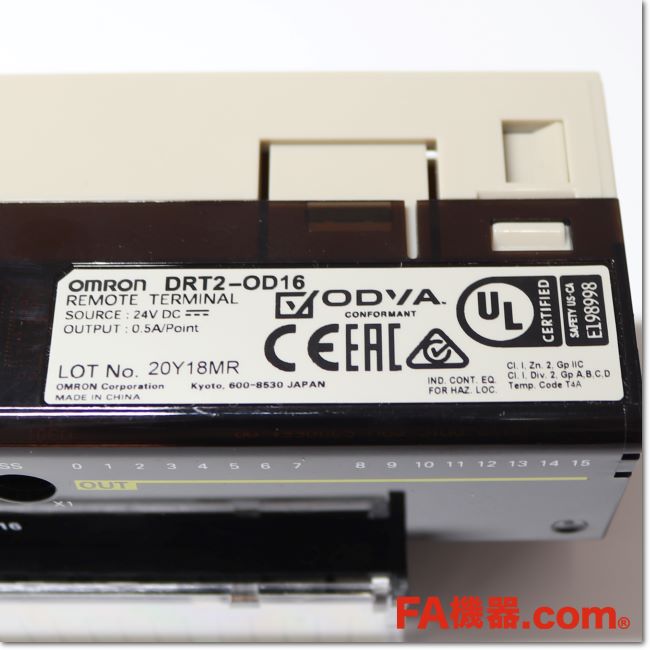 omron DRT2-OD16
REMOTE TERMINAL
SOURCE : 24V DC
OUTPUT : 0.5A/Point
LOT No. 20Y18MR
OMRON Corporation Kyoto, 600-8530 JAPAN
MADE IN CHINA
ODVA
CONFORMANT
CE EAC
UL
CERTIFIED
SAFETY US-CA
E198998
IND. CONT. EQ.
FOR HAZ. LOC.
Cl. I, Zn. 2, Gp IIC
Cl. I, Div. 2, Gp A,B,C,D
Temp. Code T4A
SS 0 1 2 3 4 5 6 7 8 9 10 11 12 13 14 15
OUT
X1
16
FA機器.com®